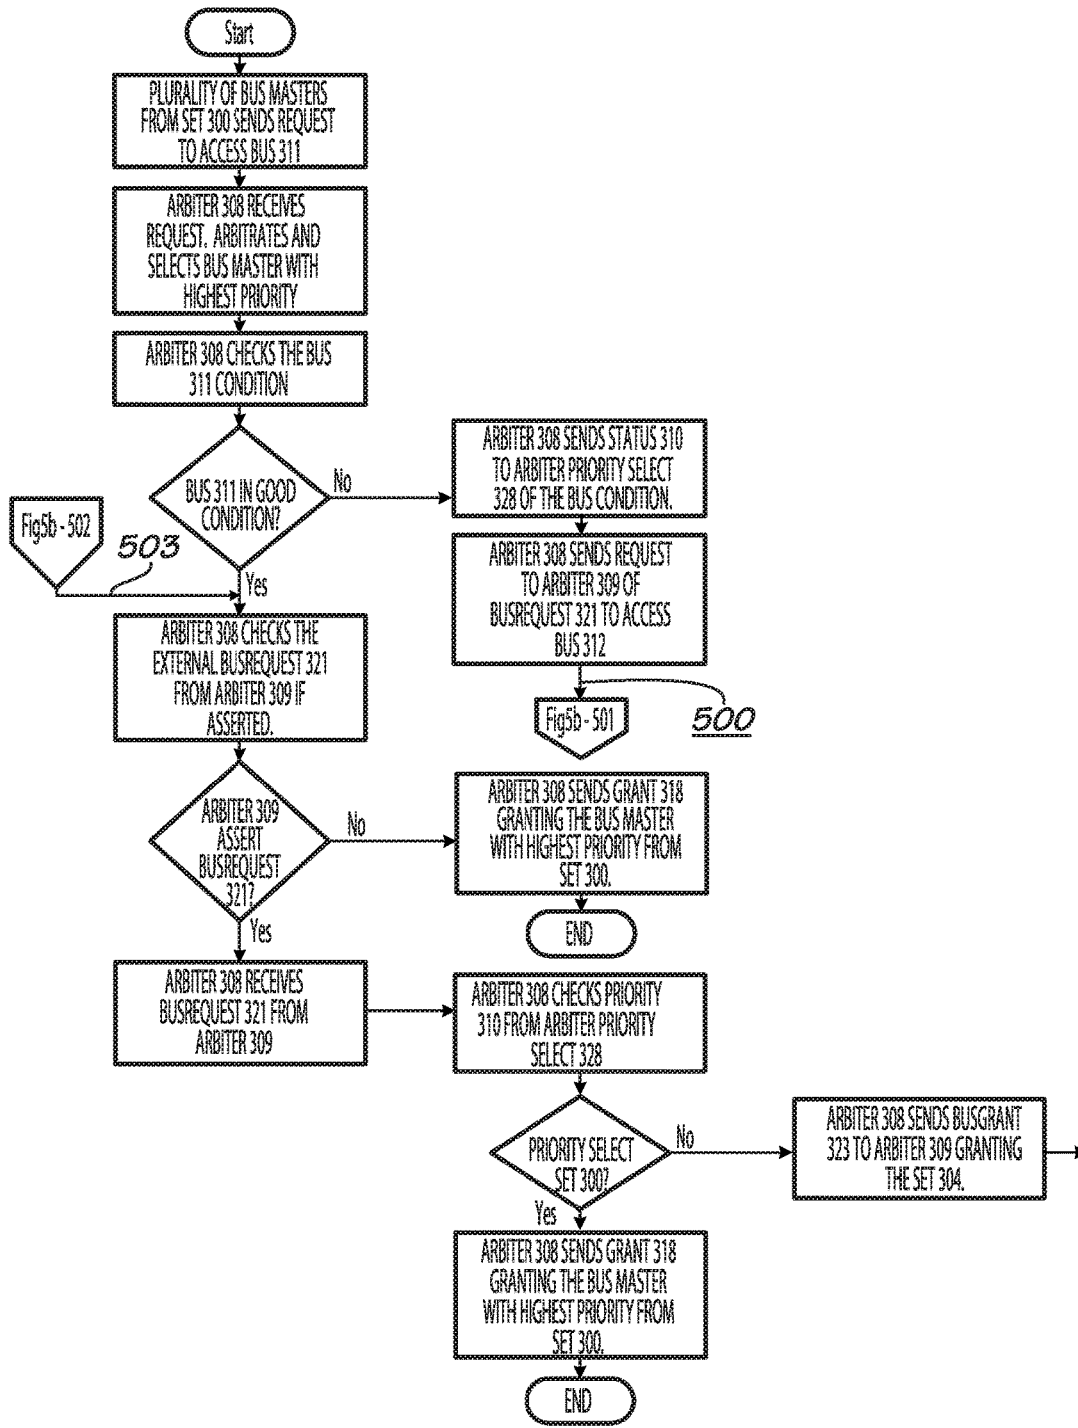 Start
PLURALITY OF BUS MASTERS
FROM SET 300 SENDS REQUEST
TO ACCESS BUS 311
ARBITER 308 RECEIVES
REQUEST. ARBITRATES AND
SELECTS BUS MASTER WITH
HIGHEST PRIORITY
ARBITER 308 CHECKS THE BUS
311 CONDITION
BUS 311 IN GOOD
CONDITION?
No
Yes
ARBITER 308 SENDS STATUS 310
TO ARBITER PRIORITY SELECT
328 OF THE BUS CONDITION.
ARBITER 308 SENDS REQUEST
TO ARBITER 309 OF
BUSREQUEST 321 TO ACCESS
BUS 312
Fig5b - 501
500
Fig5b - 502
503
ARBITER 308 CHECKS THE
EXTERNAL BUSREQUEST 321
FROM ARBITER 309 IF
ASSERTED.
ARBITER 309
ASSERT
BUSREQUEST
321?
No
Yes
ARBITER 308 SENDS GRANT 318
GRANTING THE BUS MASTER
WITH HIGHEST PRIORITY FROM
SET 300.
END
ARBITER 308 RECEIVES
BUSREQUEST 321 FROM
ARBITER 309
ARBITER 308 CHECKS PRIORITY
310 FROM ARBITER PRIORITY
SELECT 328
PRIORITY SELECT
SET 300?
No
Yes
ARBITER 308 SENDS BUSGRANT
323 TO ARBITER 309 GRANTING
THE SET 304.
ARBITER 308 SENDS GRANT 318
GRANTING THE BUS MASTER
WITH HIGHEST PRIORITY FROM
SET 300.
END